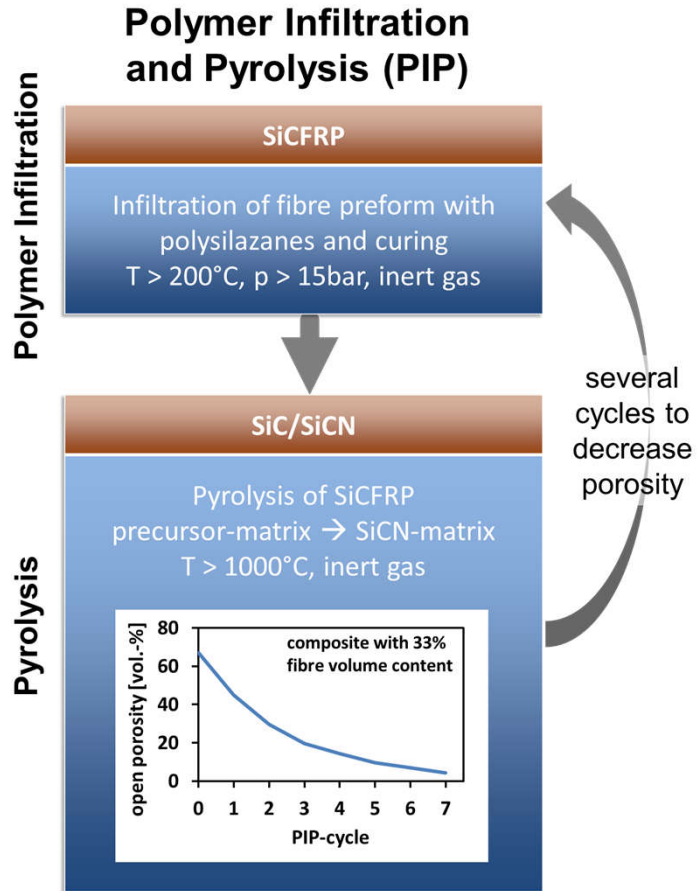 Polymer Infiltration
and Pyrolysis (PIP)
Polymer Infiltration
SiCFRP
Infiltration of fibre preform with
polysilazanes and curing
T > 200°C, p > 15bar, inert gas
several
cycles to
decrease
porosity
Pyrolysis
SiC/SiCN
Pyrolysis of SiCFRP
precursor-matrix → SiCN-matrix
T > 1000°C, inert gas
open porosity [vol.-%]
80
60
40
20
0
composite with 33%
fibre volume content
0 1 2 3 4 5 6 7
PIP-cycle